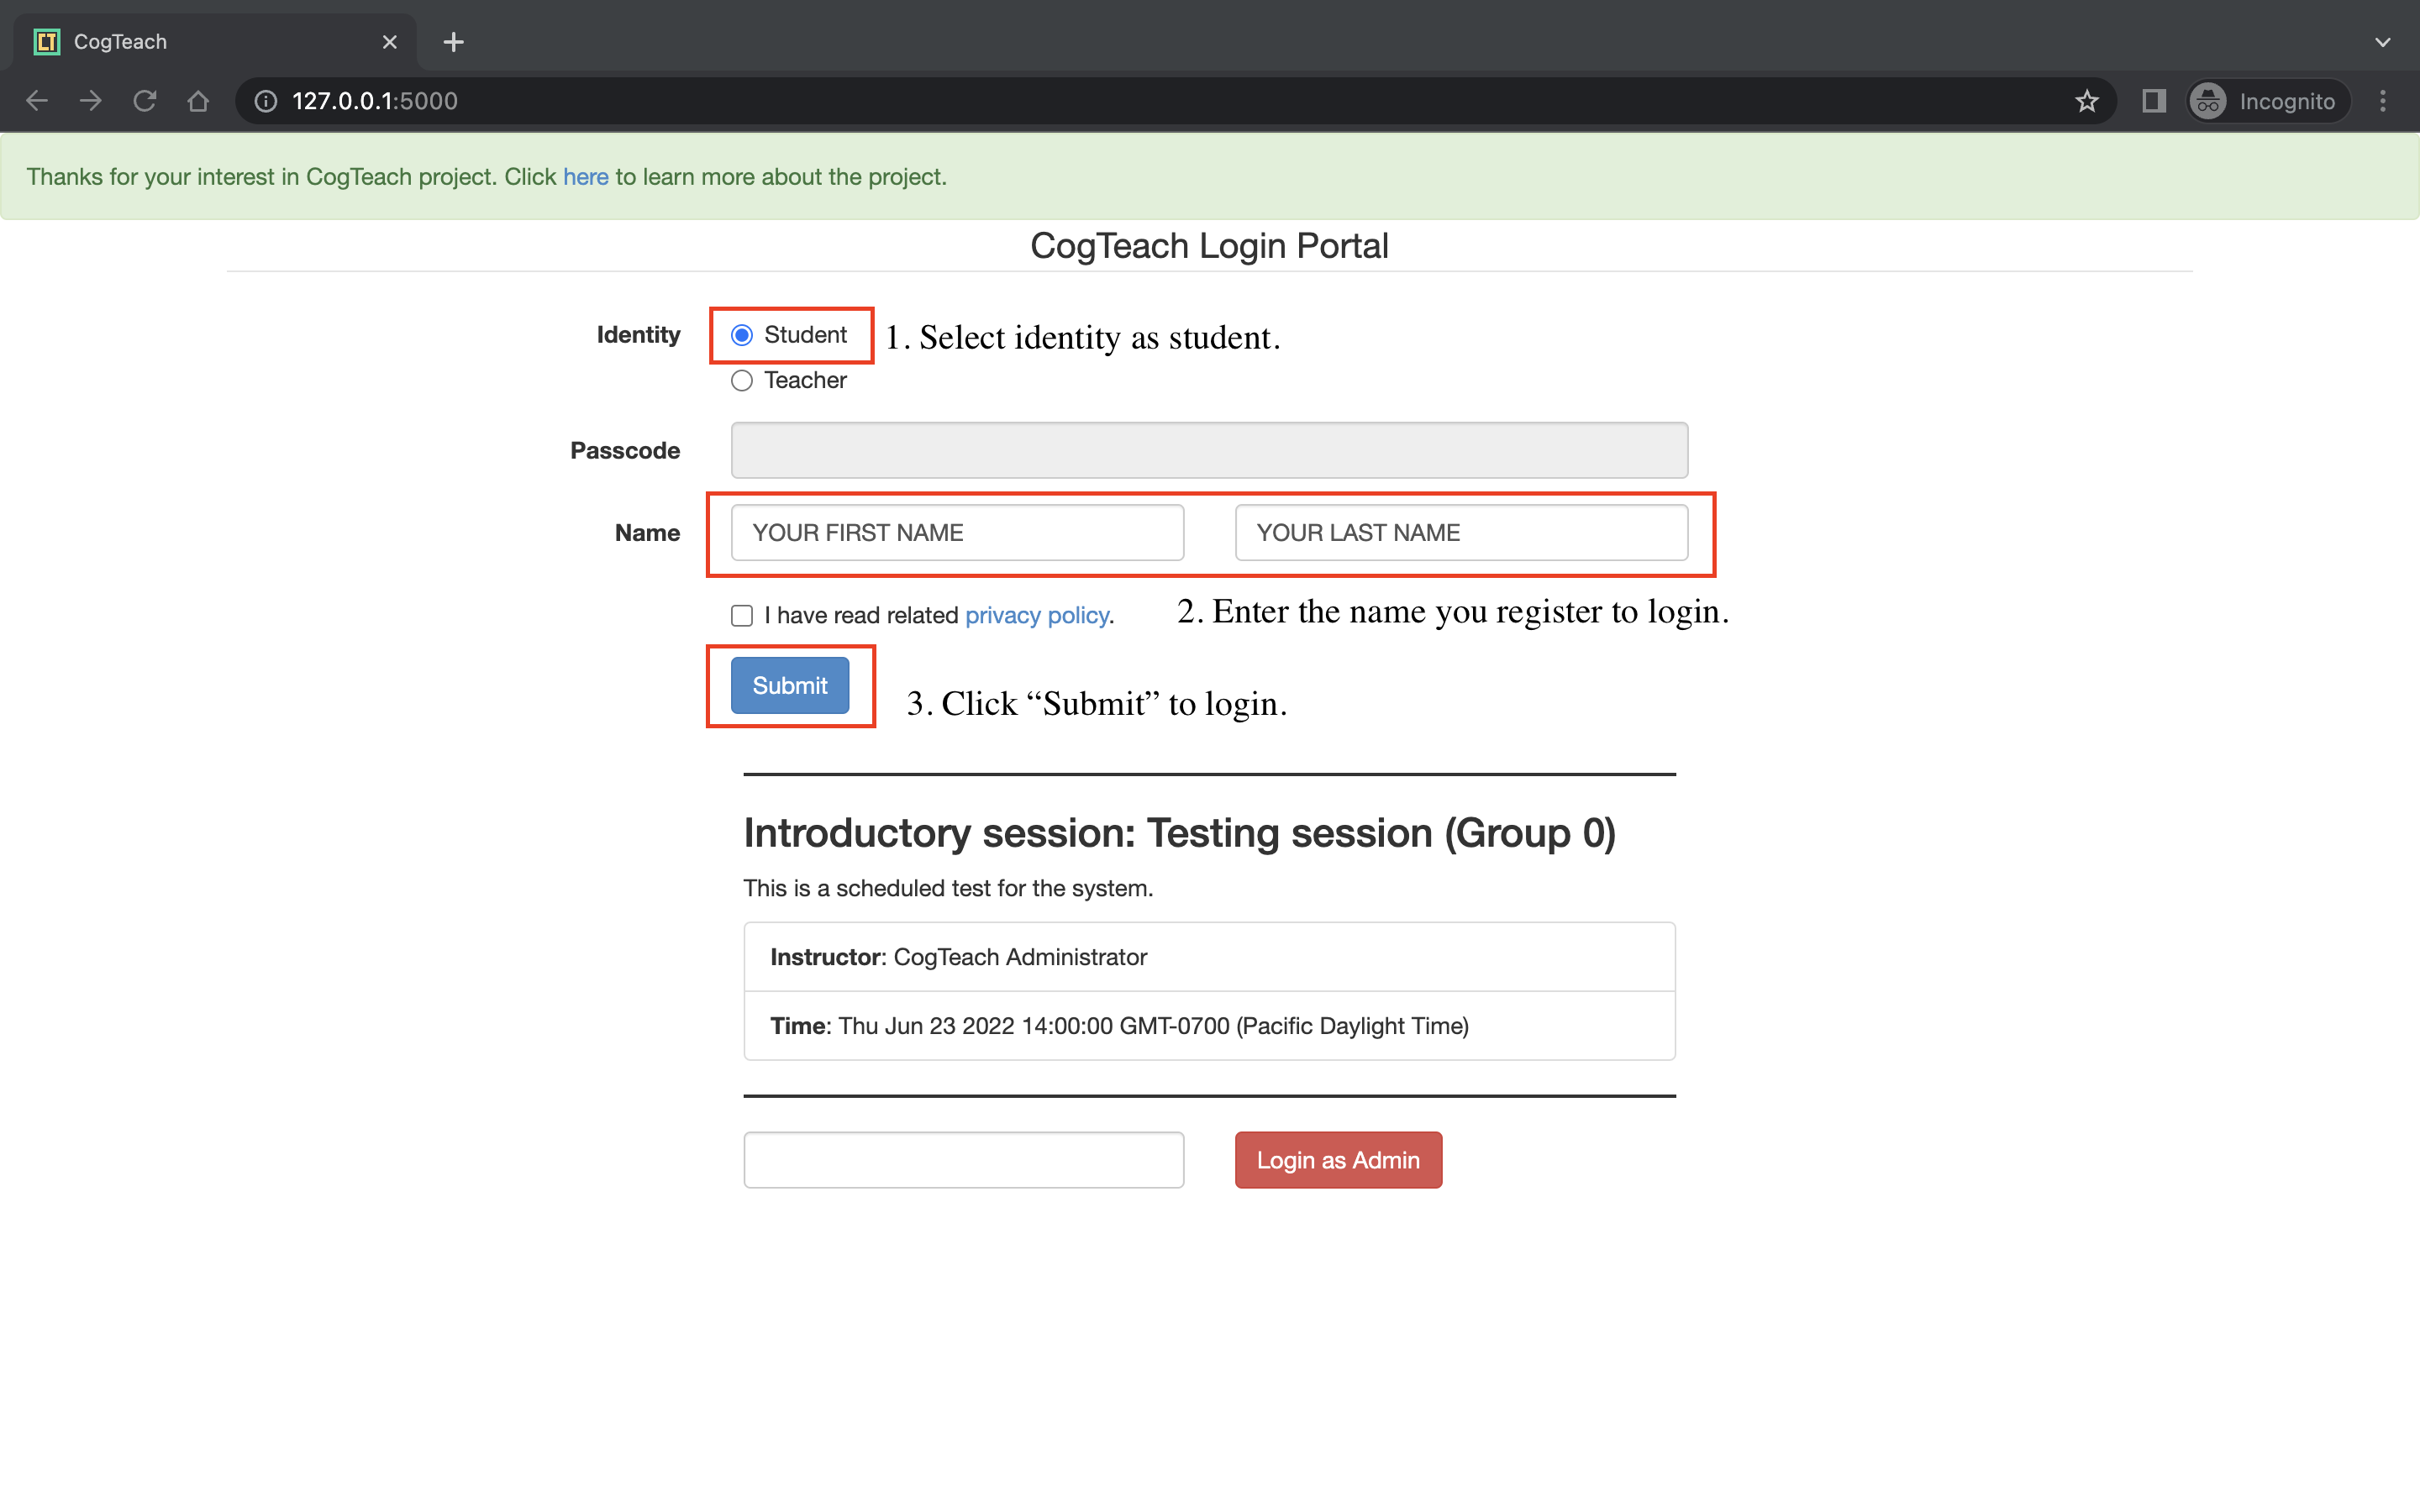 CogTeach
127.0.0.1:5000
Incognito
Thanks for your interest in CogTeach project. Click here to learn more about the project.
CogTeach Login Portal
Identity
Student
1. Select identity as student.
Teacher
Passcode
Name
YOUR FIRST NAME
YOUR LAST NAME
I have read related privacy policy.
2. Enter the name you register to login.
Submit
3. Click “Submit” to login.
Introductory session: Testing session (Group 0)
This is a scheduled test for the system.
Instructor: CogTeach Administrator
Time: Thu Jun 23 2022 14:00:00 GMT-0700 (Pacific Daylight Time)
Login as Admin